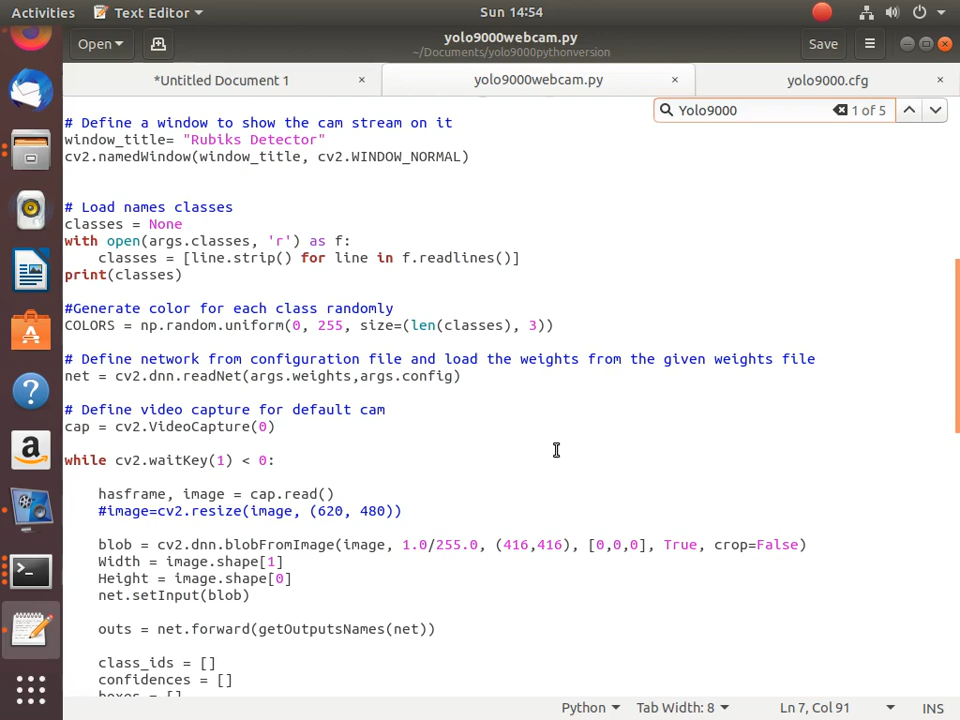 Activities Text Editor Sun 14:54
Open yolo9000webcam.py Save
~/Documents/yolo9000pythonversion
*Untitled Document 1 × yolo9000webcam.py × yolo9000.cfg ×
Yolo9000 1 of 5
# Define a window to show the cam stream on it
window_title= "Rubiks Detector"
cv2.namedWindow(window_title, cv2.WINDOW_NORMAL)
# Load names classes
classes = None
with open(args.classes, 'r') as f:
    classes = [line.strip() for line in f.readlines()]
print(classes)
#Generate color for each class randomly
COLORS = np.random.uniform(0, 255, size=(len(classes), 3))
# Define network from configuration file and load the weights from the given weights file
net = cv2.dnn.readNet(args.weights,args.config)
# Define video capture for default cam
cap = cv2.VideoCapture(0)
while cv2.waitKey(1) < 0:
    hasframe, image = cap.read()
    #image=cv2.resize(image, (620, 480))
    blob = cv2.dnn.blobFromImage(image, 1.0/255.0, (416,416), [0,0,0], True, crop=False)
    Width = image.shape[1]
    Height = image.shape[0]
    net.setInput(blob)
    outs = net.forward(getOutputsNames(net))
    class_ids = []
    confidences = []
    boxes = []
Python Tab Width: 8 Ln 7, Col 91 INS